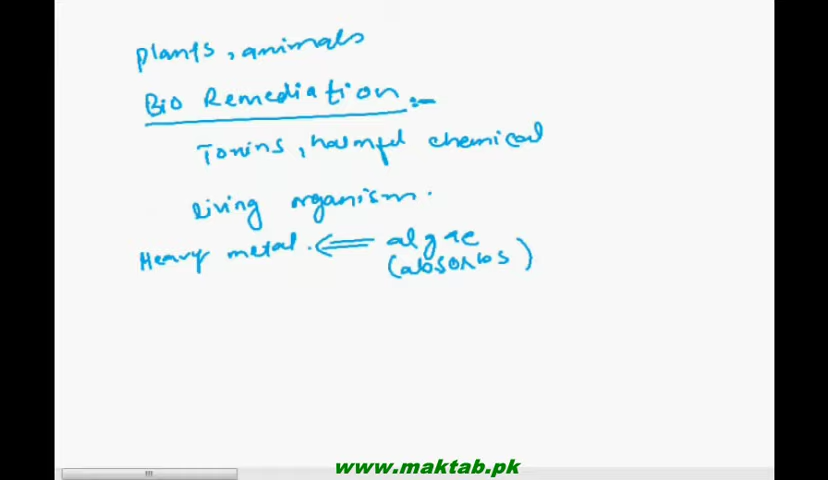 plants, animals
Bio Remediation :-
Toxins, harmful chemical
living organism.
Heavy metal. ⇐ algae
(absorbs)
www.maktab.pk